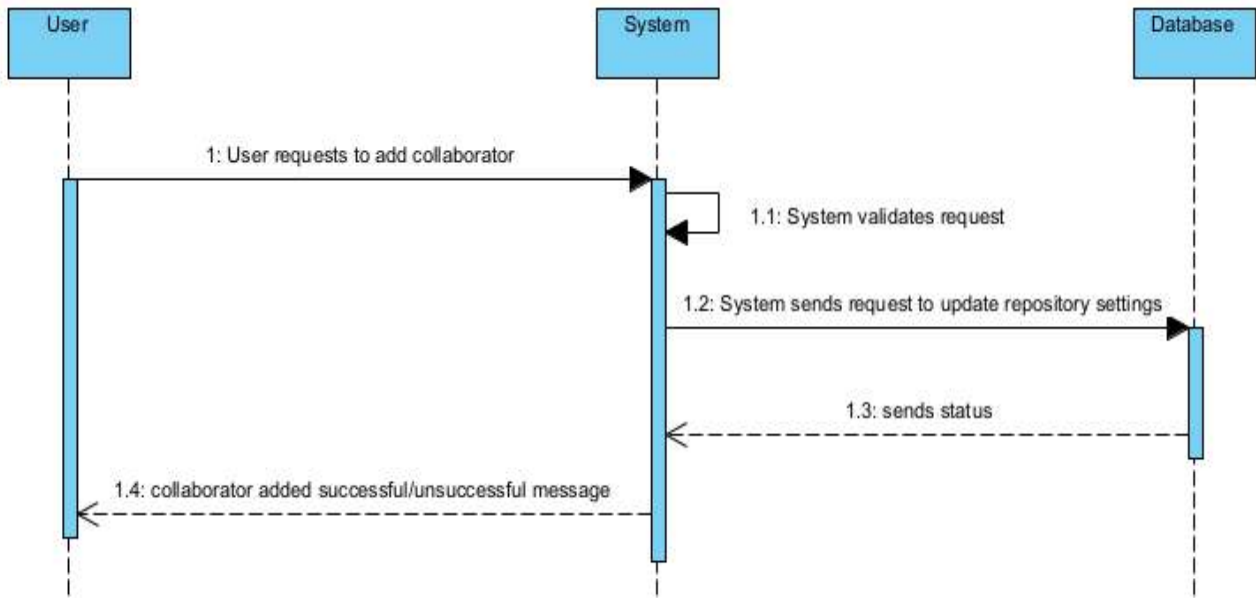 User
System
Database
1: User requests to add collaborator
1.1: System validates request
1.2: System sends request to update repository settings
1.3: sends status
1.4: collaborator added successful/unsuccessful message